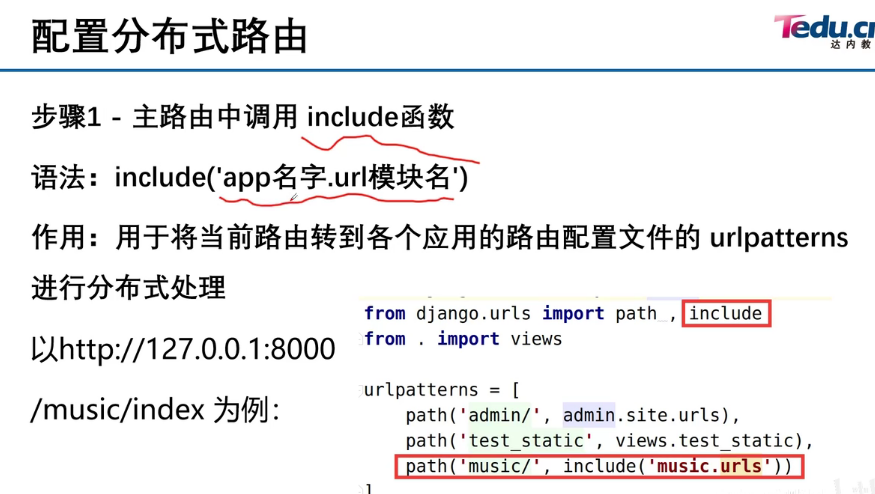 配置分布式路由
Tedu.cn
达内教
步骤1 - 主路由中调用 include函数
语法：include('app名字.url模块名')
作用：用于将当前路由转到各个应用的路由配置文件的 urlpatterns
进行分布式处理
以http://127.0.0.1:8000
/music/index 为例：
from django.urls import path , include
from . import views
urlpatterns = [
path('admin/', admin.site.urls),
path('test_static', views.test_static),
path('music/', include('music.urls'))
]